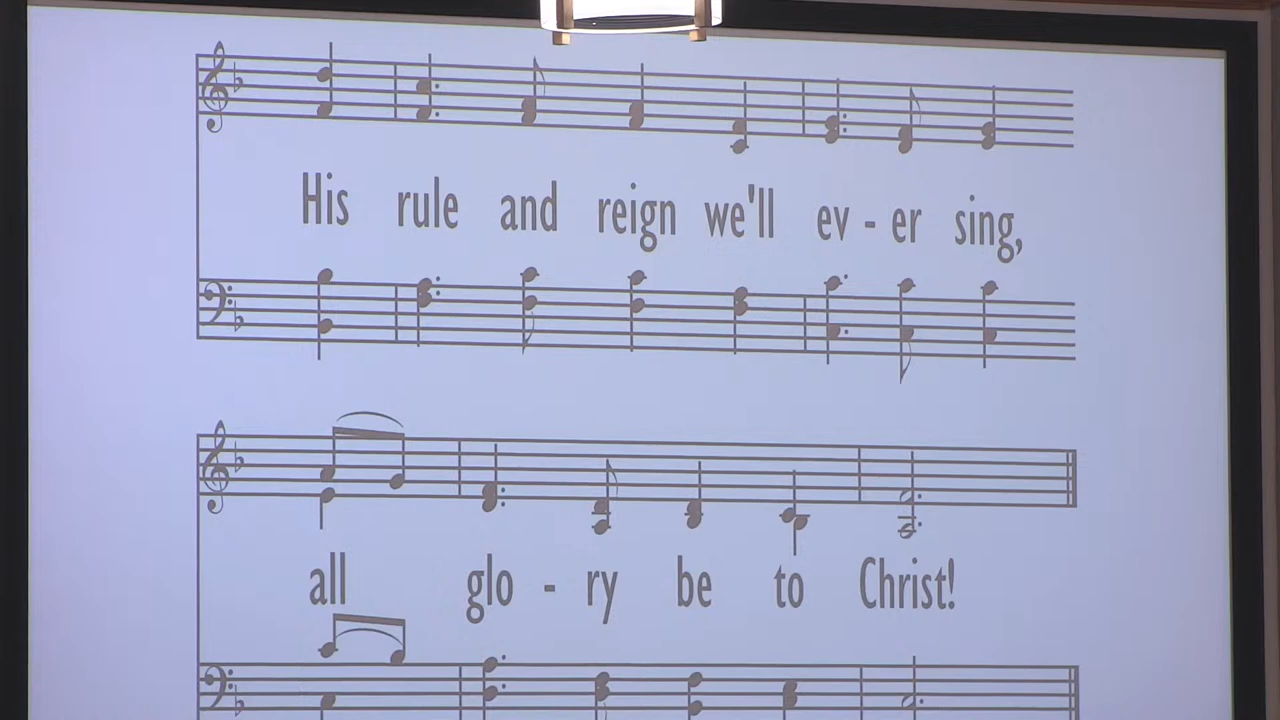 His rule and reign we'll ev - er sing,
all glo - ry be to Christ!